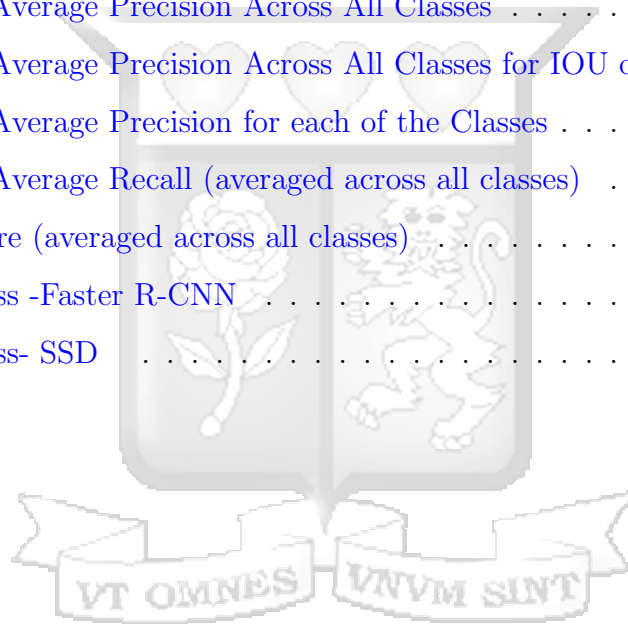 Average Precision Across All Classes . . . . .
Average Precision Across All Classes for IOU
Average Precision for each of the Classes . . . .
Average Recall (averaged across all classes) .
re (averaged across all classes) . . . . . . . .
ss -Faster R-CNN . . . . . . . . . . . . . . .
ss- SSD . . . . . . . . . . . . . . . . . . . .
VT OMNES VNVM SINT